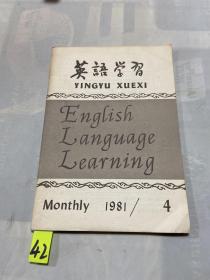 英語学習
YINGYU XUEXI
English
Language
Learning
Monthly 1981/ 4
42